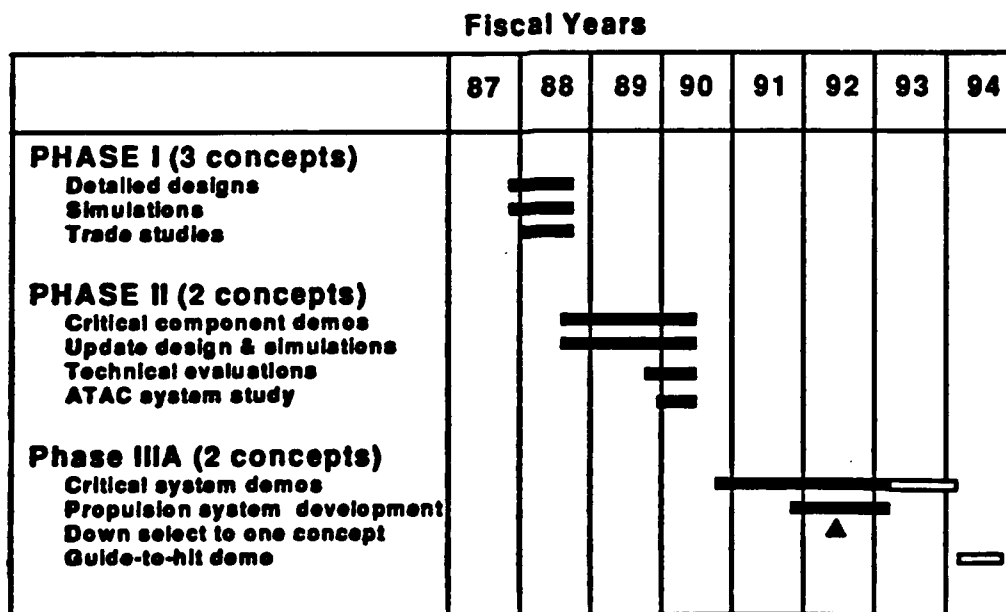 Fiscal Years
87 88 89 90 91 92 93 94
PHASE I (3 concepts)
Detailed designs
Simulations
Trade studies
PHASE II (2 concepts)
Critical component demos
Update design & simulations
Technical evaluations
ATAC system study
Phase IIIA (2 concepts)
Critical system demos
Propulsion system development
Down select to one concept
Guide-to-hit demo